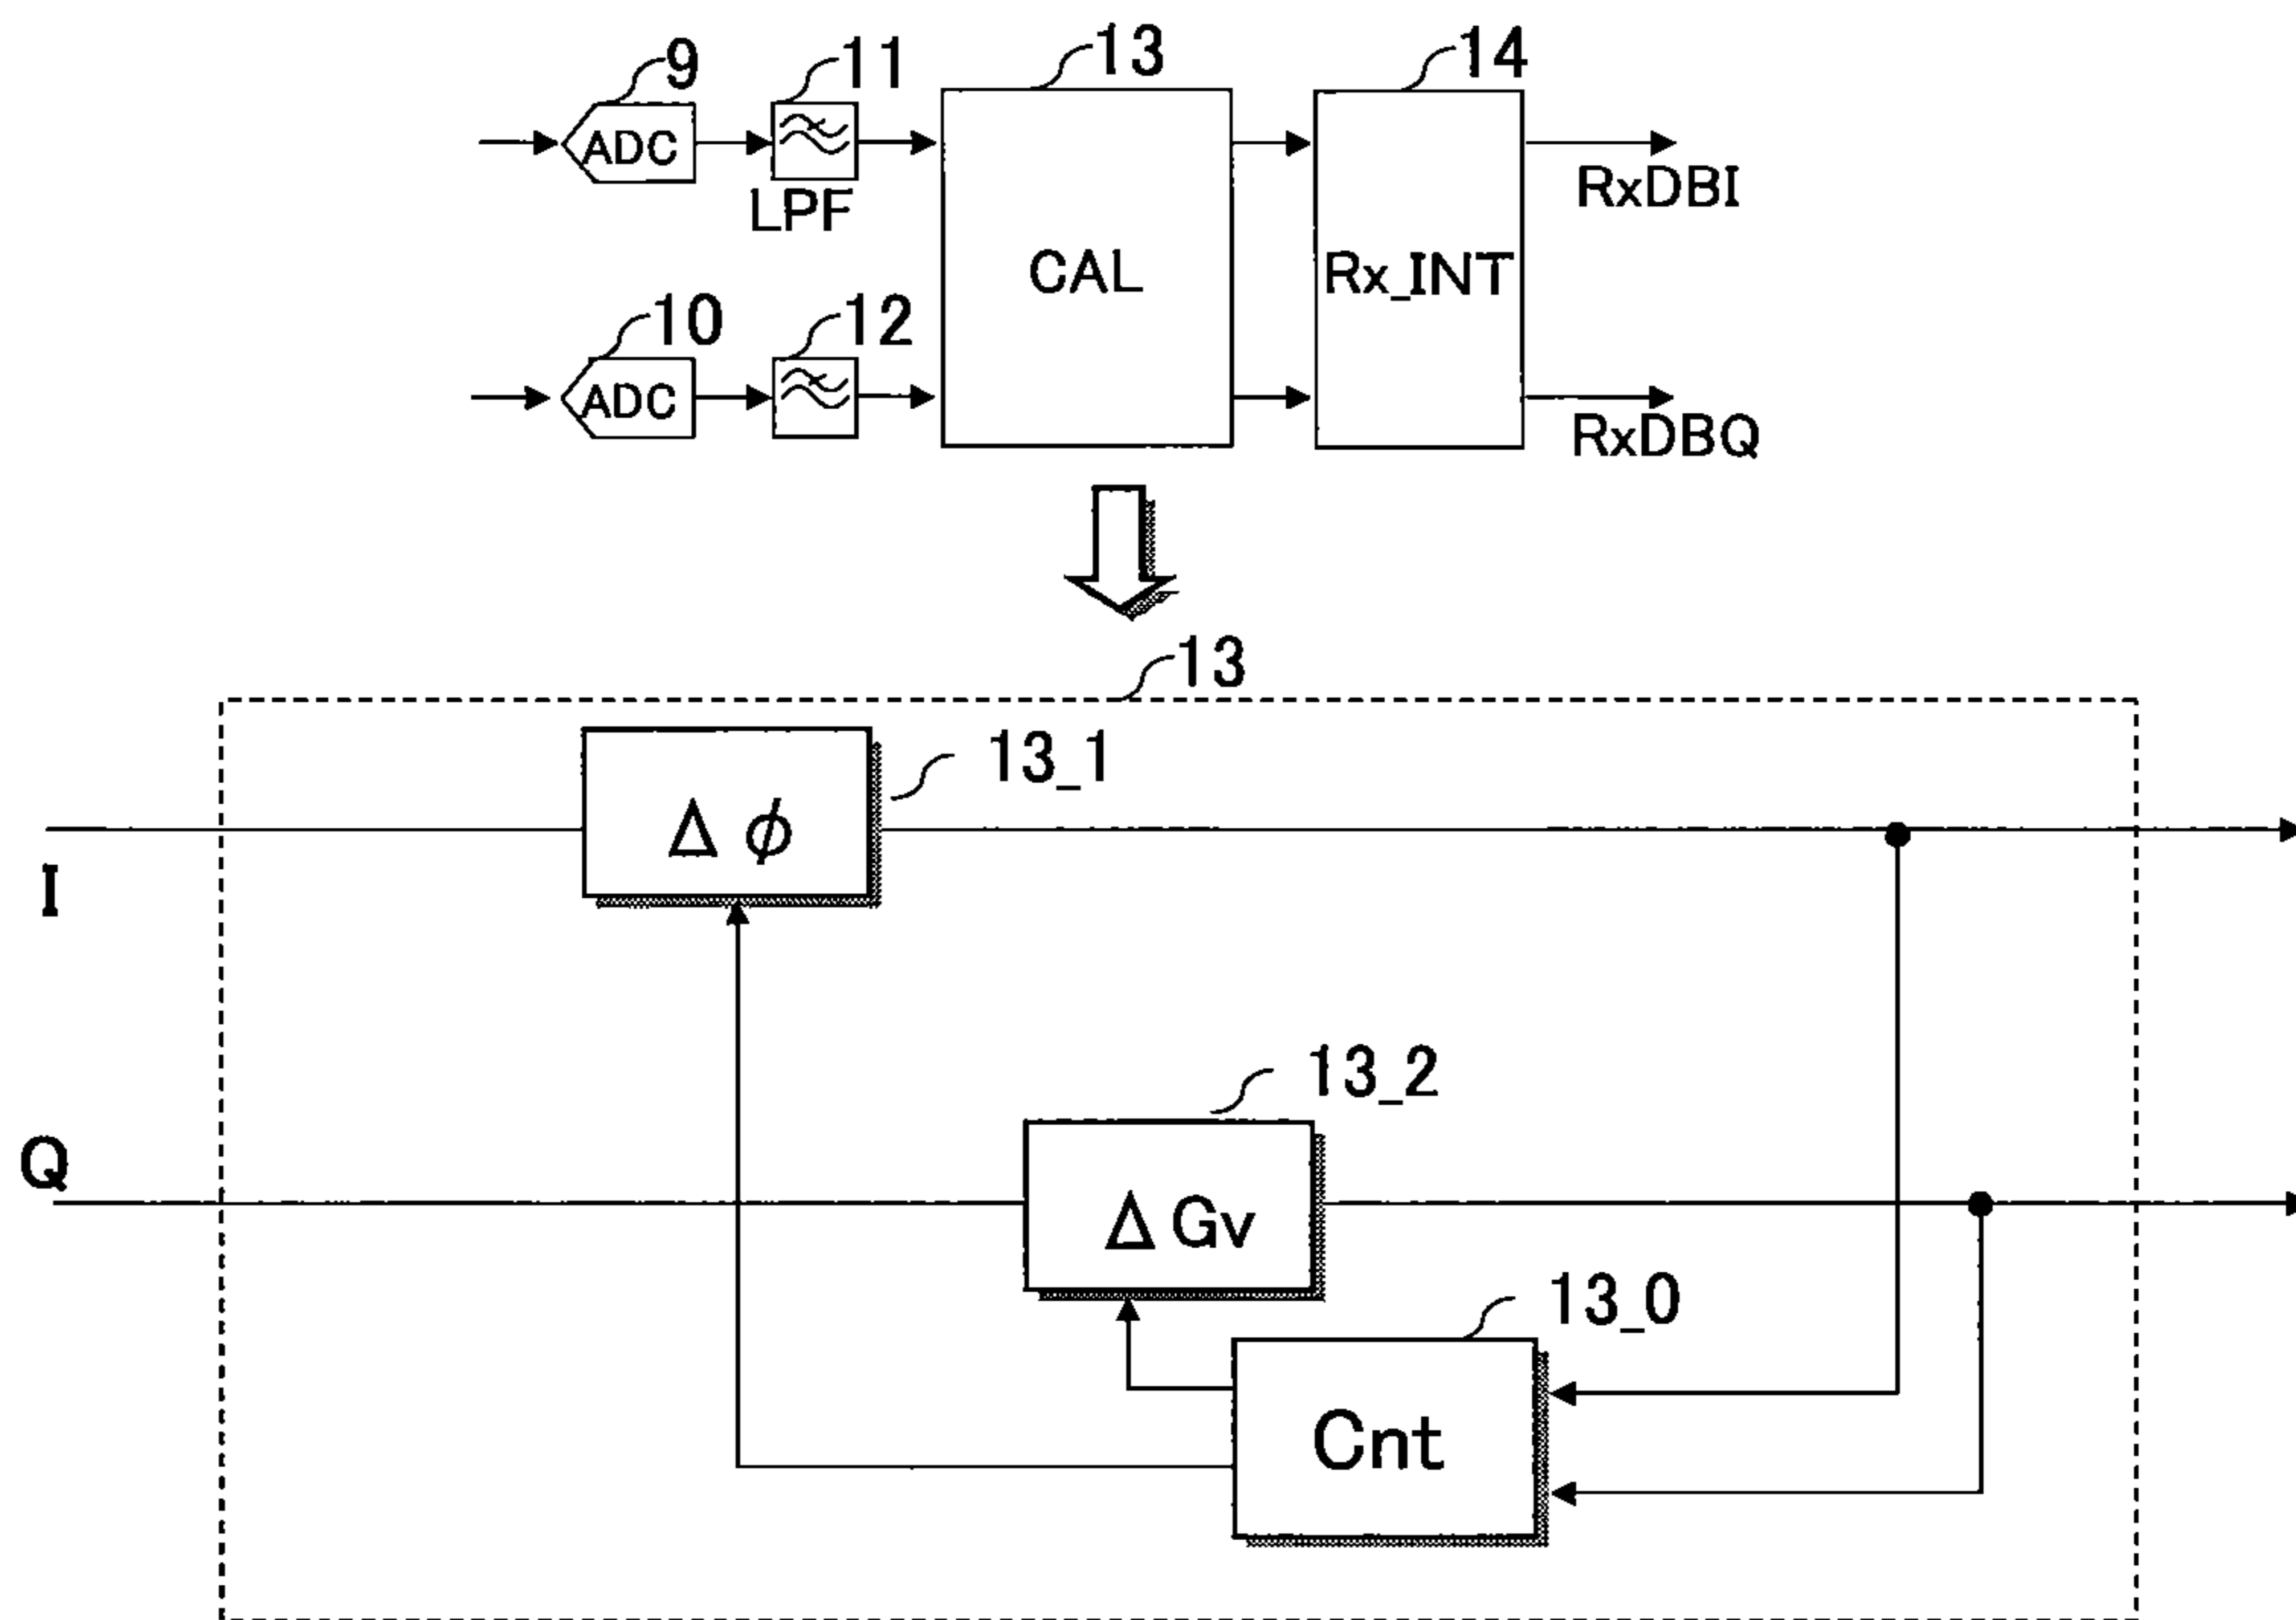 9
11
13
14
ADC
LPF
RxDBI
CAL
Rx_INT
10
12
ADC
RxDBQ
13
13_1
Δ φ
I
13_2
Q
Δ Gv
13_0
Cnt